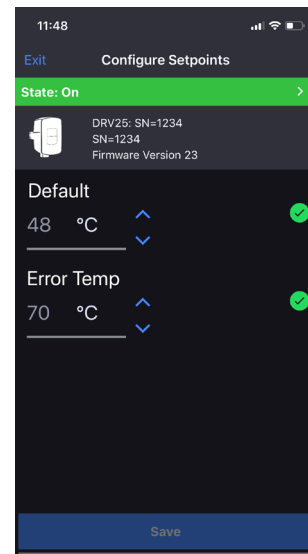 11:48
Exit Configure Setpoints
State: On
DRV25: SN=1234
SN=1234
Firmware Version 23
Default
48 °C
Error Temp
70 °C
Save